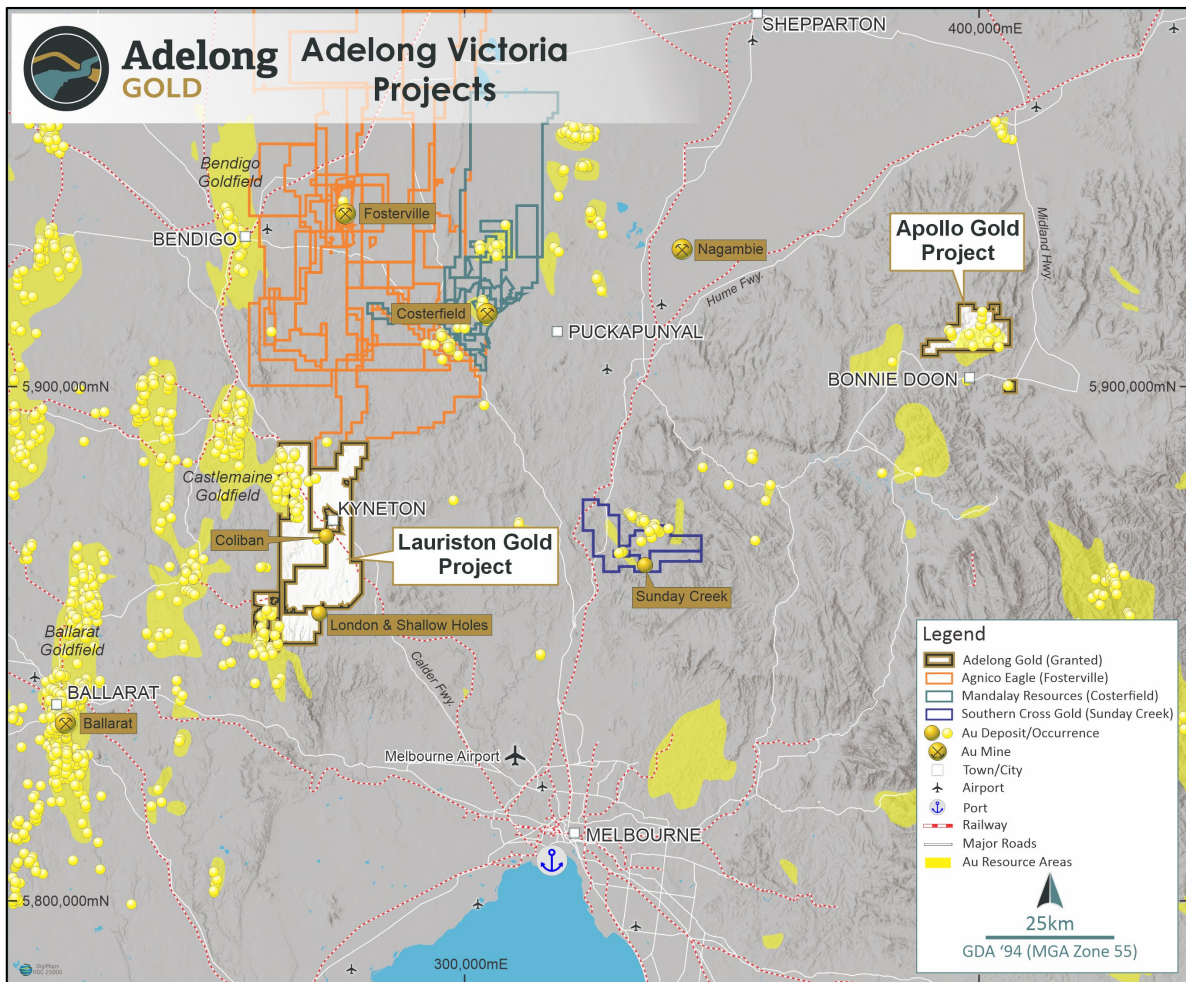 Adelong
GOLD
Adelong Victoria
Projects
SHEPPARTON
400,000mE
Bendigo
Goldfield
BENDIGO
Fosterville
Nagambie
Apollo Gold
Project
Midland Hwy.
Hume Fwy.
Costerfield
PUCKAPUNYAL
BONNIE DOON
5,900,000mN
5,900,000mN
Castlemaine
Goldfield
KYNETON
Coliban
Lauriston Gold
Project
Sunday Creek
London & Shallow Holes
Ballarat
Goldfield
Calder Fwy.
BALLARAT
Ballarat
Melbourne Airport
MELBOURNE
5,800,000mN
300,000mE
DigiMaps
Legend
Adelong Gold (Granted)
Agnico Eagle (Fosterville)
Mandalay Resources (Costerfield)
Southern Cross Gold (Sunday Creek)
Au Deposit/Occurrence
Au Mine
Town/City
Airport
Port
Railway
Major Roads
Au Resource Areas
25km
GDA '94 (MGA Zone 55)